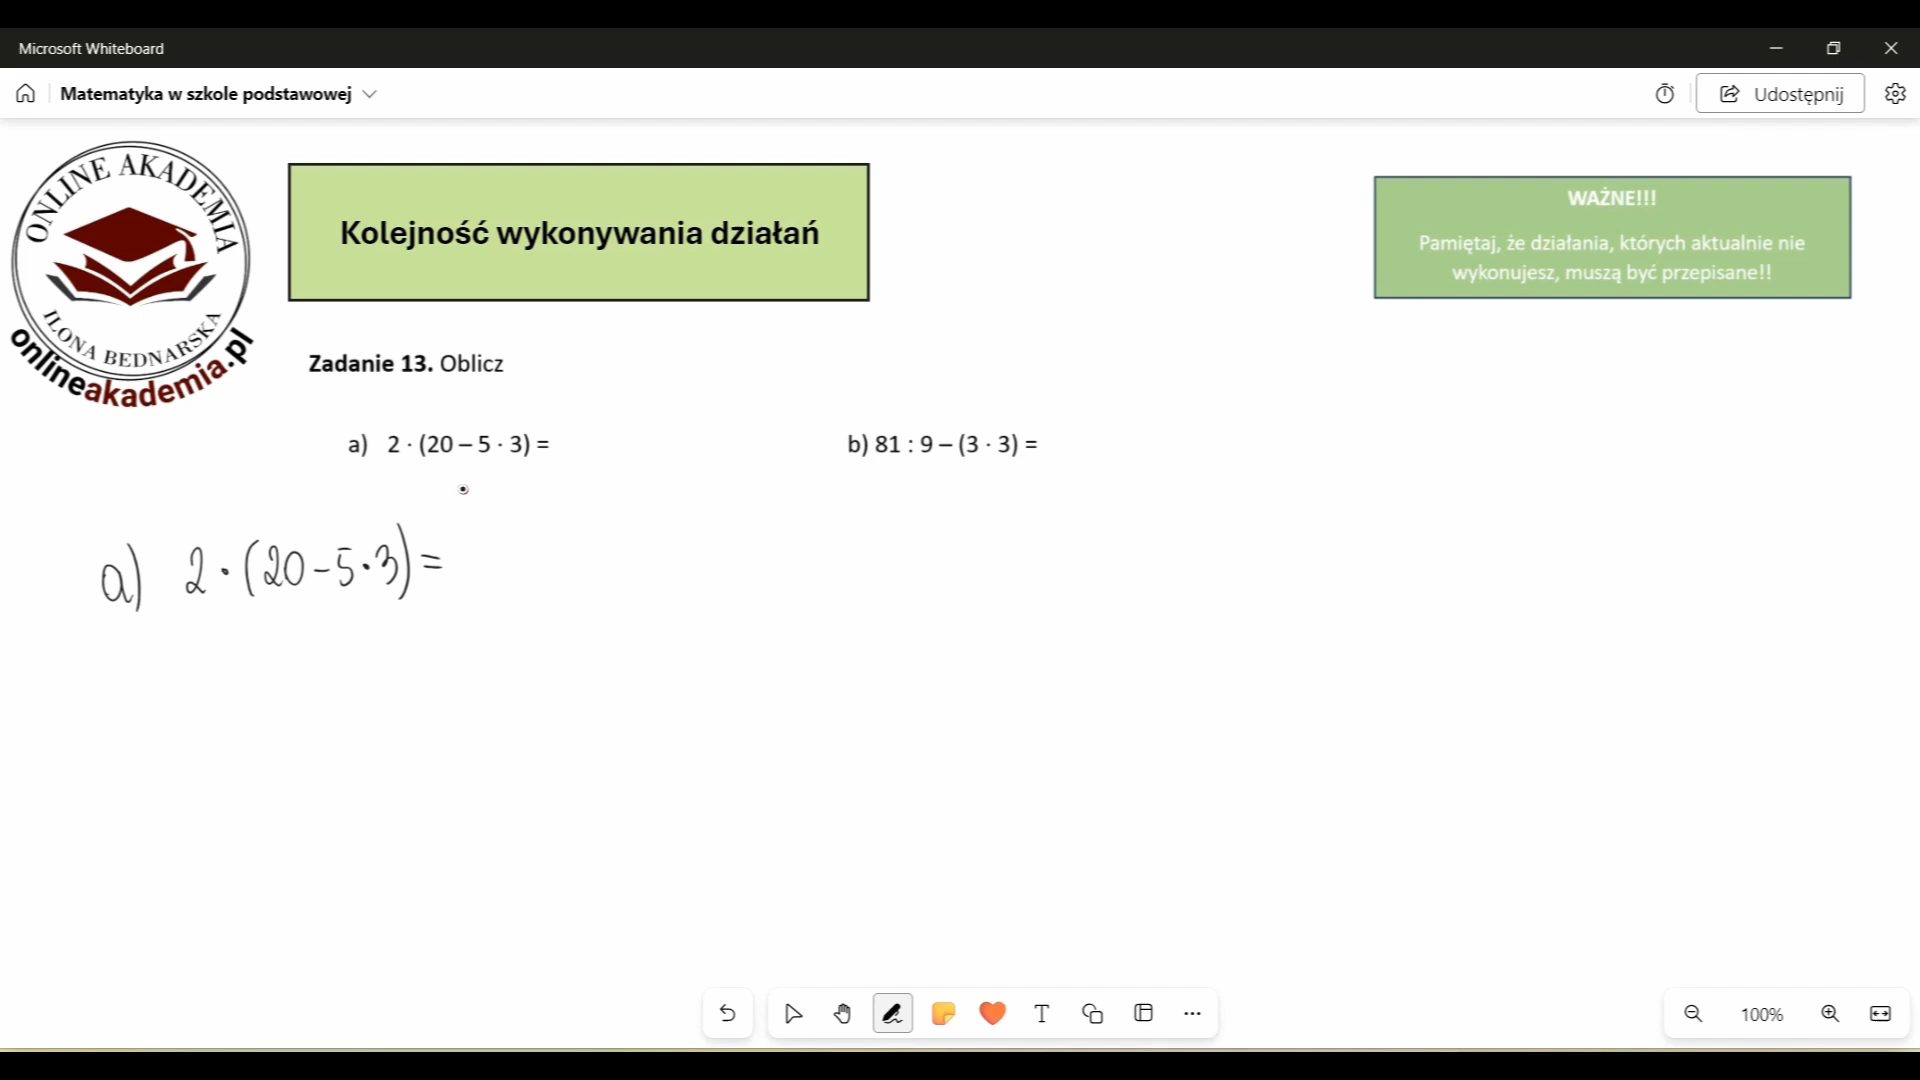 Microsoft Whiteboard
Matematyka w szkole podstawowej
Udostępnij
ONLINE AKADEMIA
ILONA BEDNARSKA
onlineakademia.pl
Kolejność wykonywania działań
WAŻNE!!!
Pamiętaj, że działania, których aktualnie nie
wykonujesz, muszą być przepisane!!
Zadanie 13. Oblicz
a) 2 · (20 – 5 · 3) =
b) 81 : 9 – (3 · 3) =
a) 2 · (20 - 5 · 3) =
100%